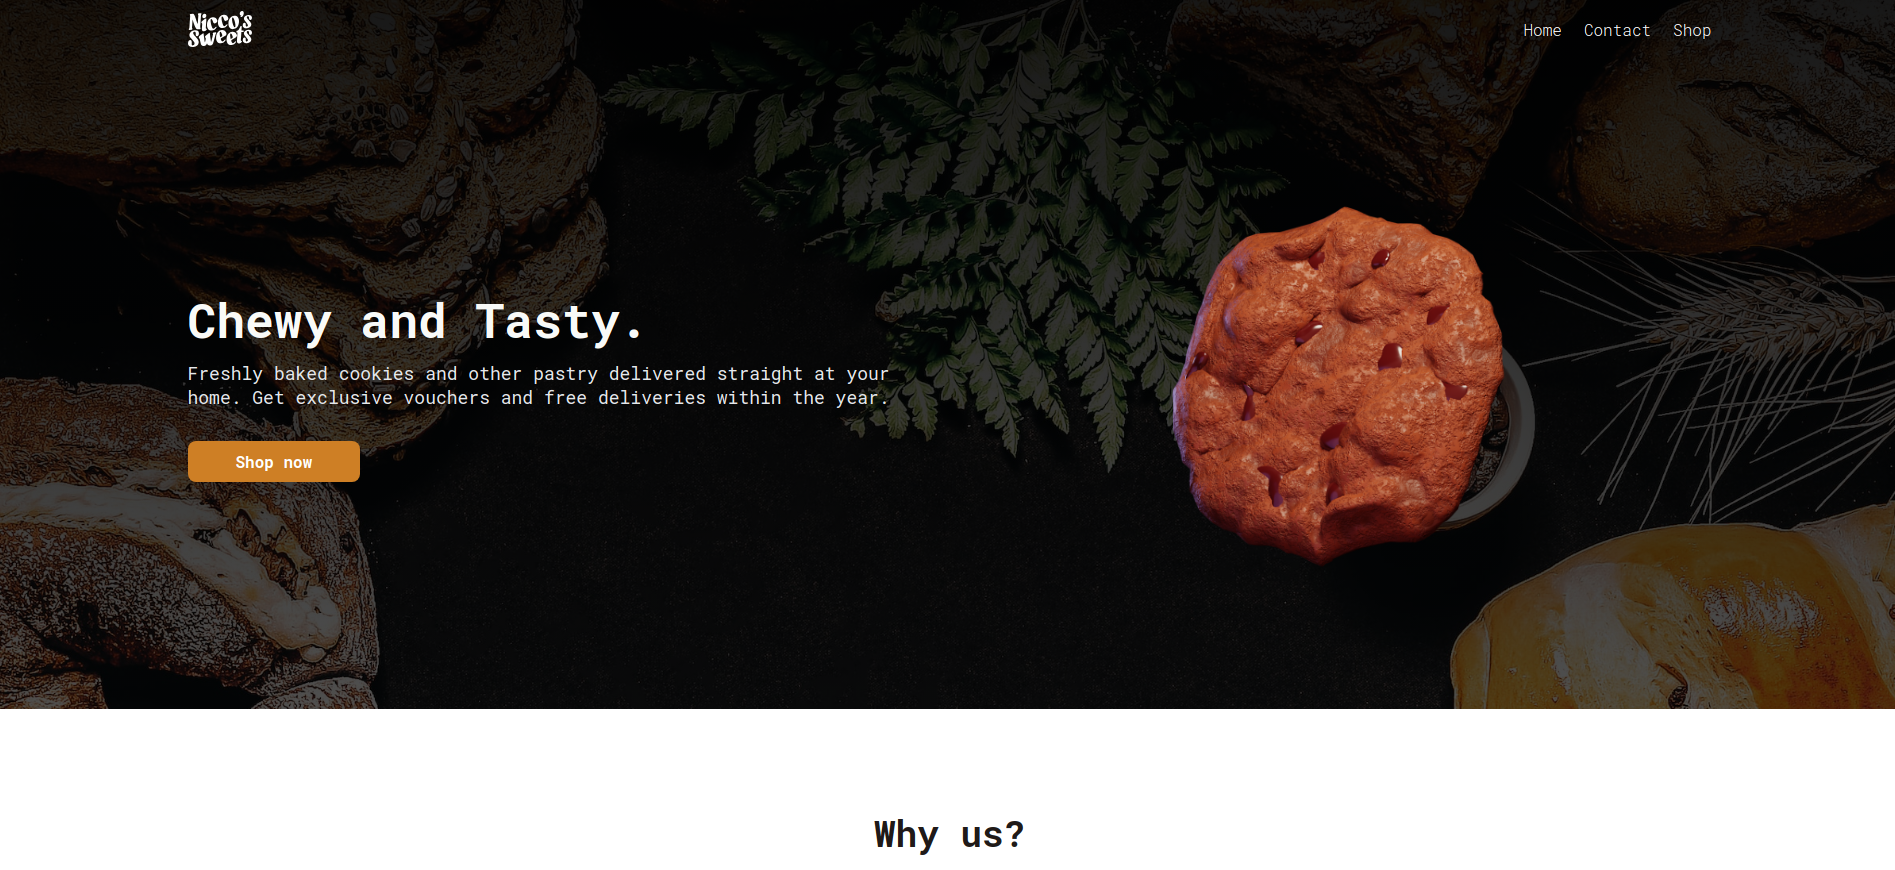 Nicco's
Sweets
Home Contact Shop
Chewy and Tasty.
Freshly baked cookies and other pastry delivered straight at your
home. Get exclusive vouchers and free deliveries within the year.
Shop now
Why us?